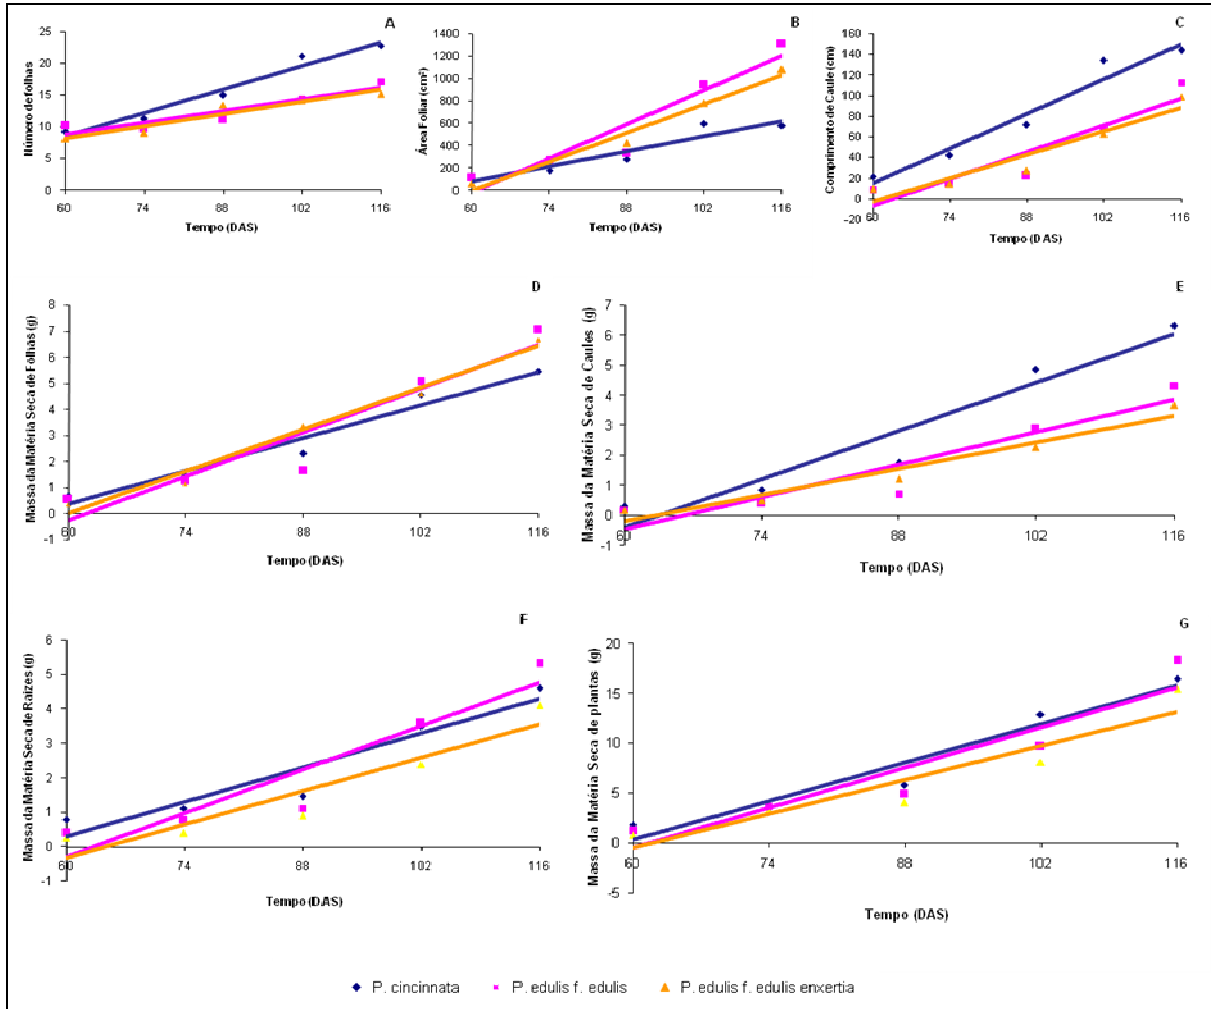 A
Número de folhas
25
20
15
10
5
0
60 74 88 102 116
Tempo (DAS)
B
Área Foliar (cm²)
1400
1200
1000
800
600
400
200
0
60 74 88 102 116
Tempo (DAS)
C
Comprimento de Caule (cm)
160
140
120
100
80
60
40
20
0
-20
60 74 88 102 116
Tempo (DAS)
D
Massa da Matéria Seca de Folhas (g)
8
7
6
5
4
3
2
1
0
-1
60 74 88 102 116
Tempo (DAS)
E
Massa da Matéria Seca de Caules (g)
7
6
5
4
3
2
1
0
-1
60 74 88 102 116
Tempo (DAS)
F
Massa da Matéria Seca de Raízes (g)
6
5
4
3
2
1
0
-1
60 74 88 102 116
Tempo (DAS)
G
Massa da Matéria Seca de plantas (g)
20
15
10
5
0
-5
60 74 88 102 116
Tempo (DAS)
P. cincinnata P. edulis f. edulis P. edulis f. edulis enxertia